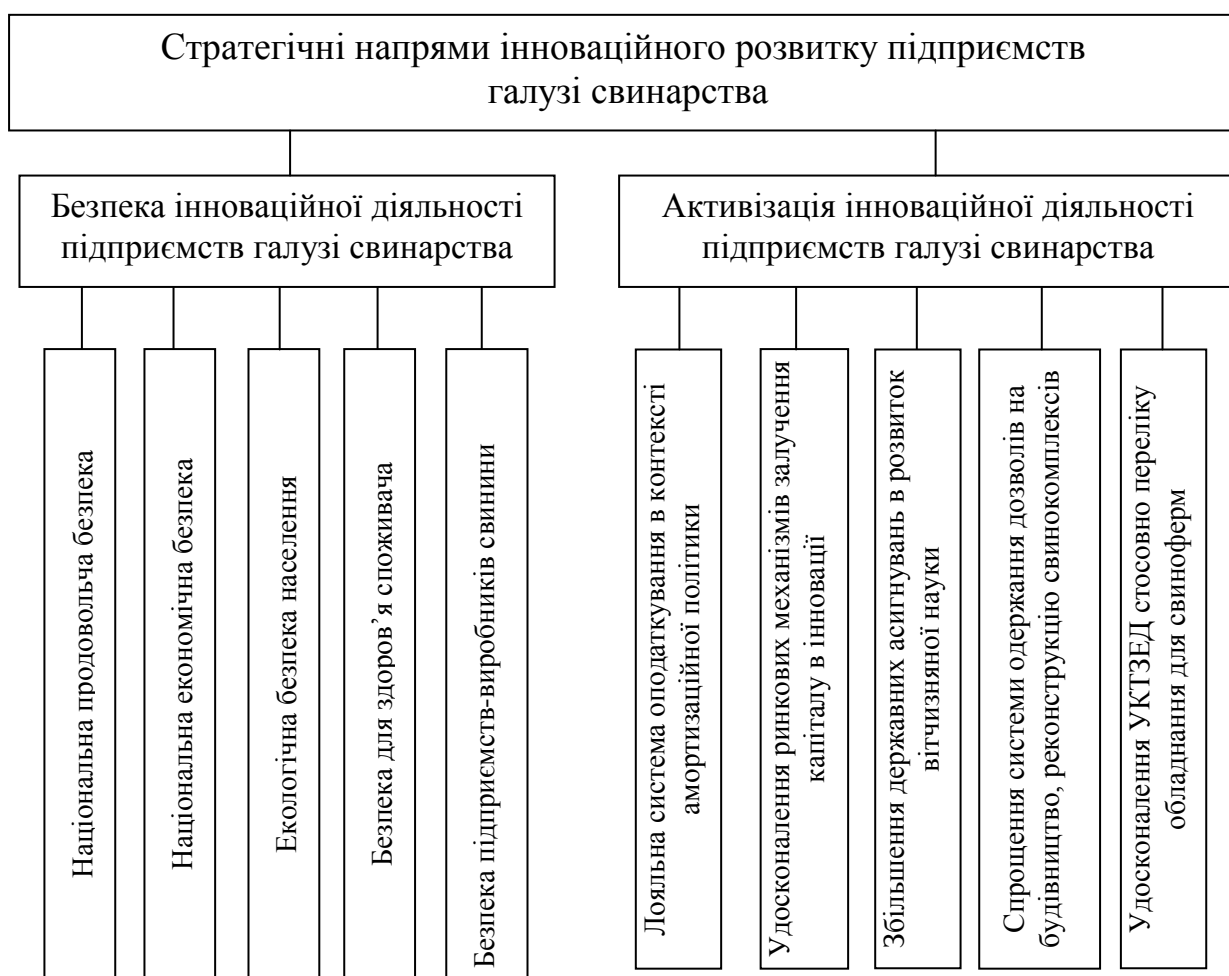 Стратегічні напрями інноваційного розвитку підприємств
галузі свинарства
Безпека інноваційної діяльності
підприємств галузі свинарства
Активізація інноваційної діяльності
підприємств галузі свинарства
Національна продовольча безпека
Національна економічна безпека
Екологічна безпека населення
Безпека для здоров’я споживача
Безпека підприємств-виробників свинини
Лояльна система оподаткування в контексті
амортизаційної політики
Удосконалення ринкових механізмів залучення
капіталу в інновації
Збільшення державних асигнувань в розвиток
вітчизняної науки
Спрощення системи одержання дозволів на
будівництво, реконструкцію свинокомплексів
Удосконалення УКТЗЕД стосовно переліку
обладнання для свиноферм